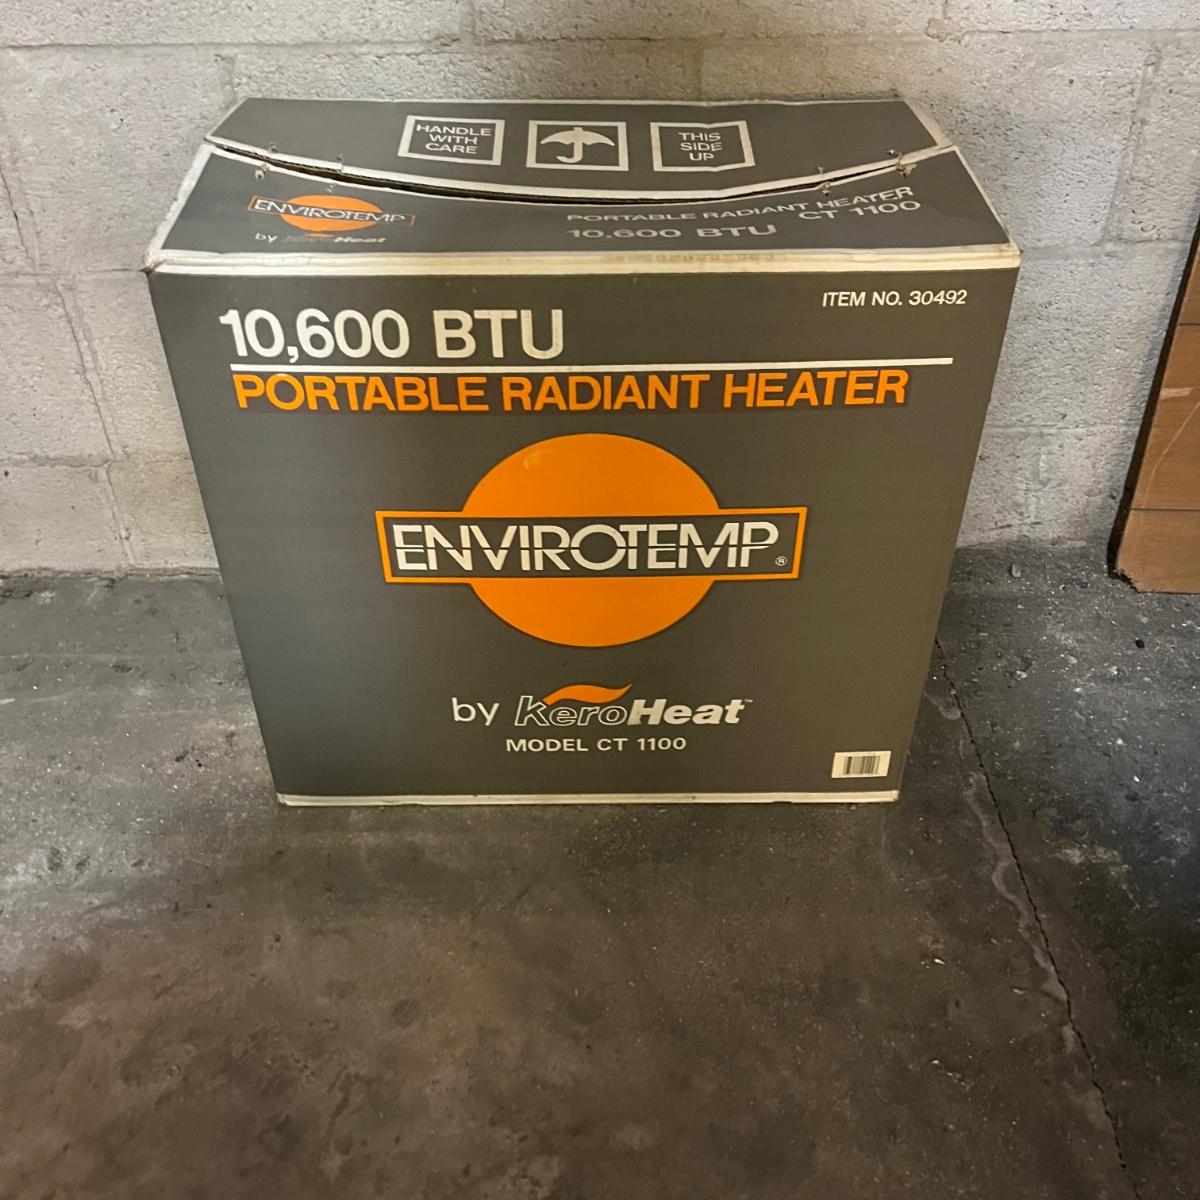 HANDLE
WITH
CARE
THIS
SIDE
UP
ENVIROTEMP
by KeroHeat
PORTABLE RADIANT HEATER
CT 1100
10,600 BTU
ITEM NO. 30492
10,600 BTU
PORTABLE RADIANT HEATER
ENVIROTEMP®
by KeroHeat™
MODEL CT 1100